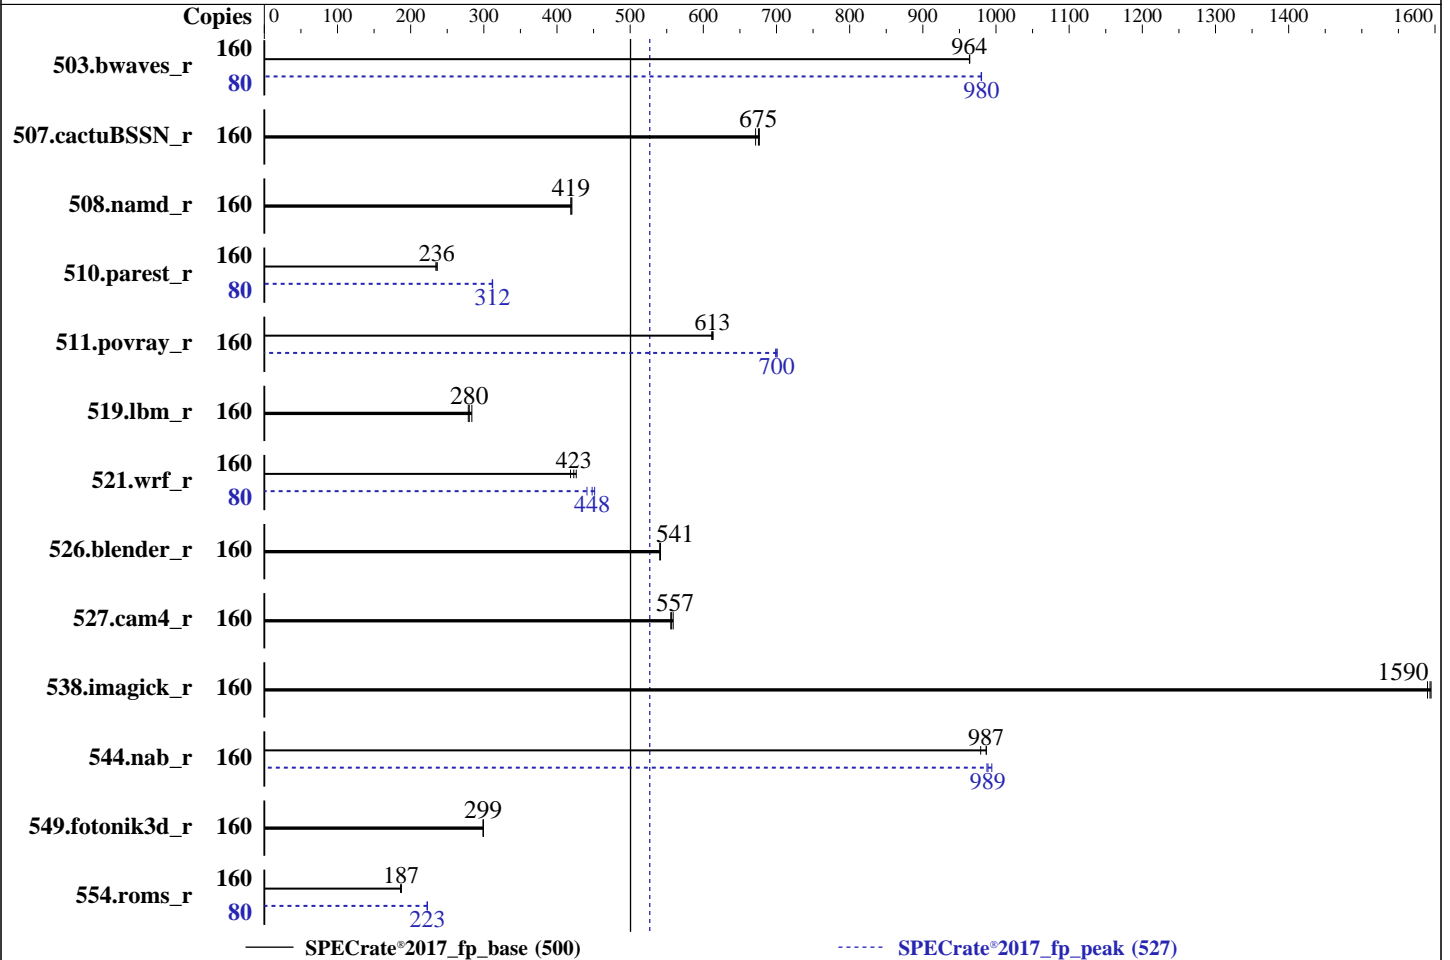 Copies 0 100 200 300 400 500 600 700 800 900 1000 1100 1200 1300 1400 1600
503.bwaves_r 160 964
80 980
507.cactuBSSN_r 160 675
508.namd_r 160 419
510.parest_r 160 236
80 312
511.povray_r 160 613
700
519.lbm_r 160 280
521.wrf_r 160 423
80 448
526.blender_r 160 541
527.cam4_r 160 557
538.imagick_r 160 1590
544.nab_r 160 987
989
549.fotonik3d_r 160 299
554.roms_r 160 187
80 223
SPECrate®2017_fp_base (500) SPECrate®2017_fp_peak (527)